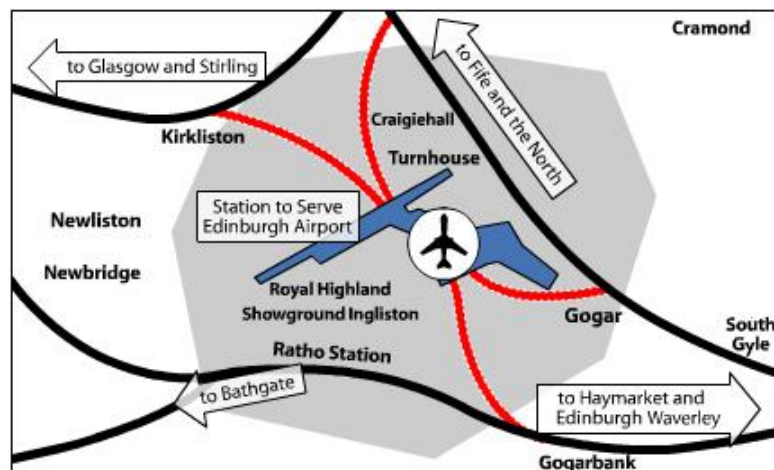 Cramond
to Glasgow and Stirling
to Fife and the North
Craigiehall
Kirkliston
Turnhouse
Station to Serve
Edinburgh Airport
Newliston
Newbridge
Royal Highland
Showground Ingliston
Gogar
South
Gyle
Ratho Station
to Bathgate
to Haymarket and
Edinburgh Waverley
Gogarbank